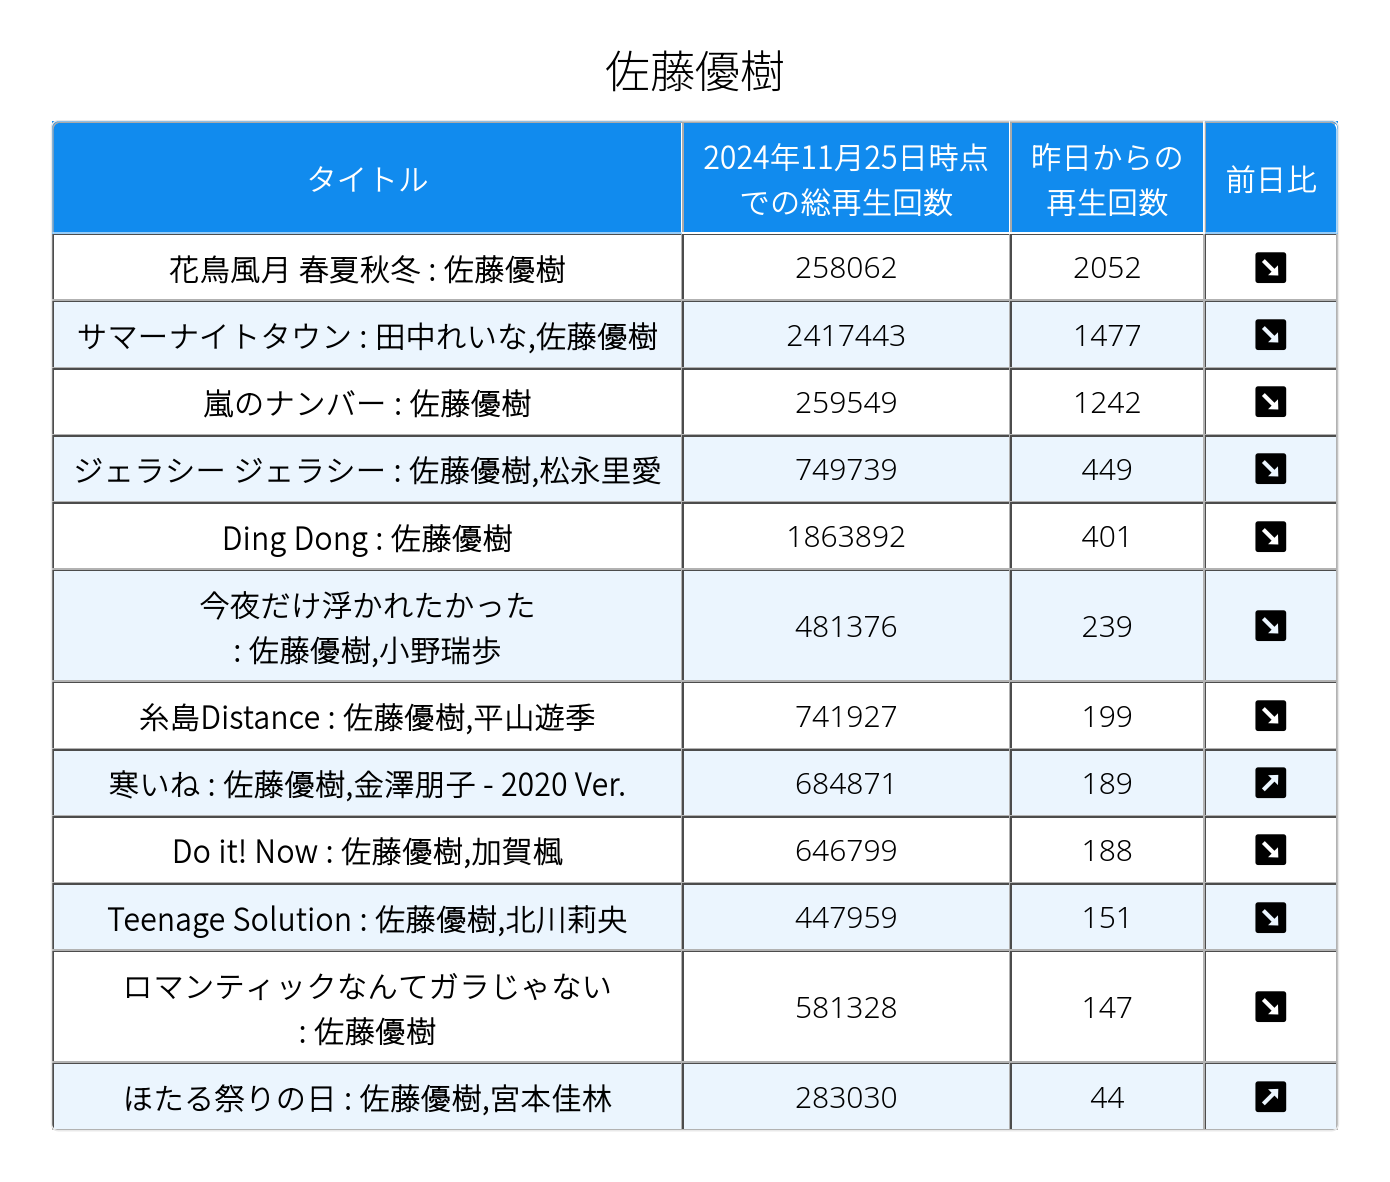 佐藤優樹
タイトル
2024年11月25日時点
での総再生回数
昨日からの
再生回数
前日比
花鳥風月 春夏秋冬 : 佐藤優樹
258062
2052
サマーナイトタウン : 田中れいな,佐藤優樹
2417443
1477
嵐のナンバー : 佐藤優樹
259549
1242
ジェラシー ジェラシー : 佐藤優樹,松永里愛
749739
449
Ding Dong : 佐藤優樹
1863892
401
今夜だけ浮かれたかった
: 佐藤優樹,小野瑞歩
481376
239
糸島Distance : 佐藤優樹,平山遊季
741927
199
寒いね : 佐藤優樹,金澤朋子 - 2020 Ver.
684871
189
Do it! Now : 佐藤優樹,加賀楓
646799
188
Teenage Solution : 佐藤優樹,北川莉央
447959
151
ロマンティックなんてガラじゃない
: 佐藤優樹
581328
147
ほたる祭りの日 : 佐藤優樹,宮本佳林
283030
44